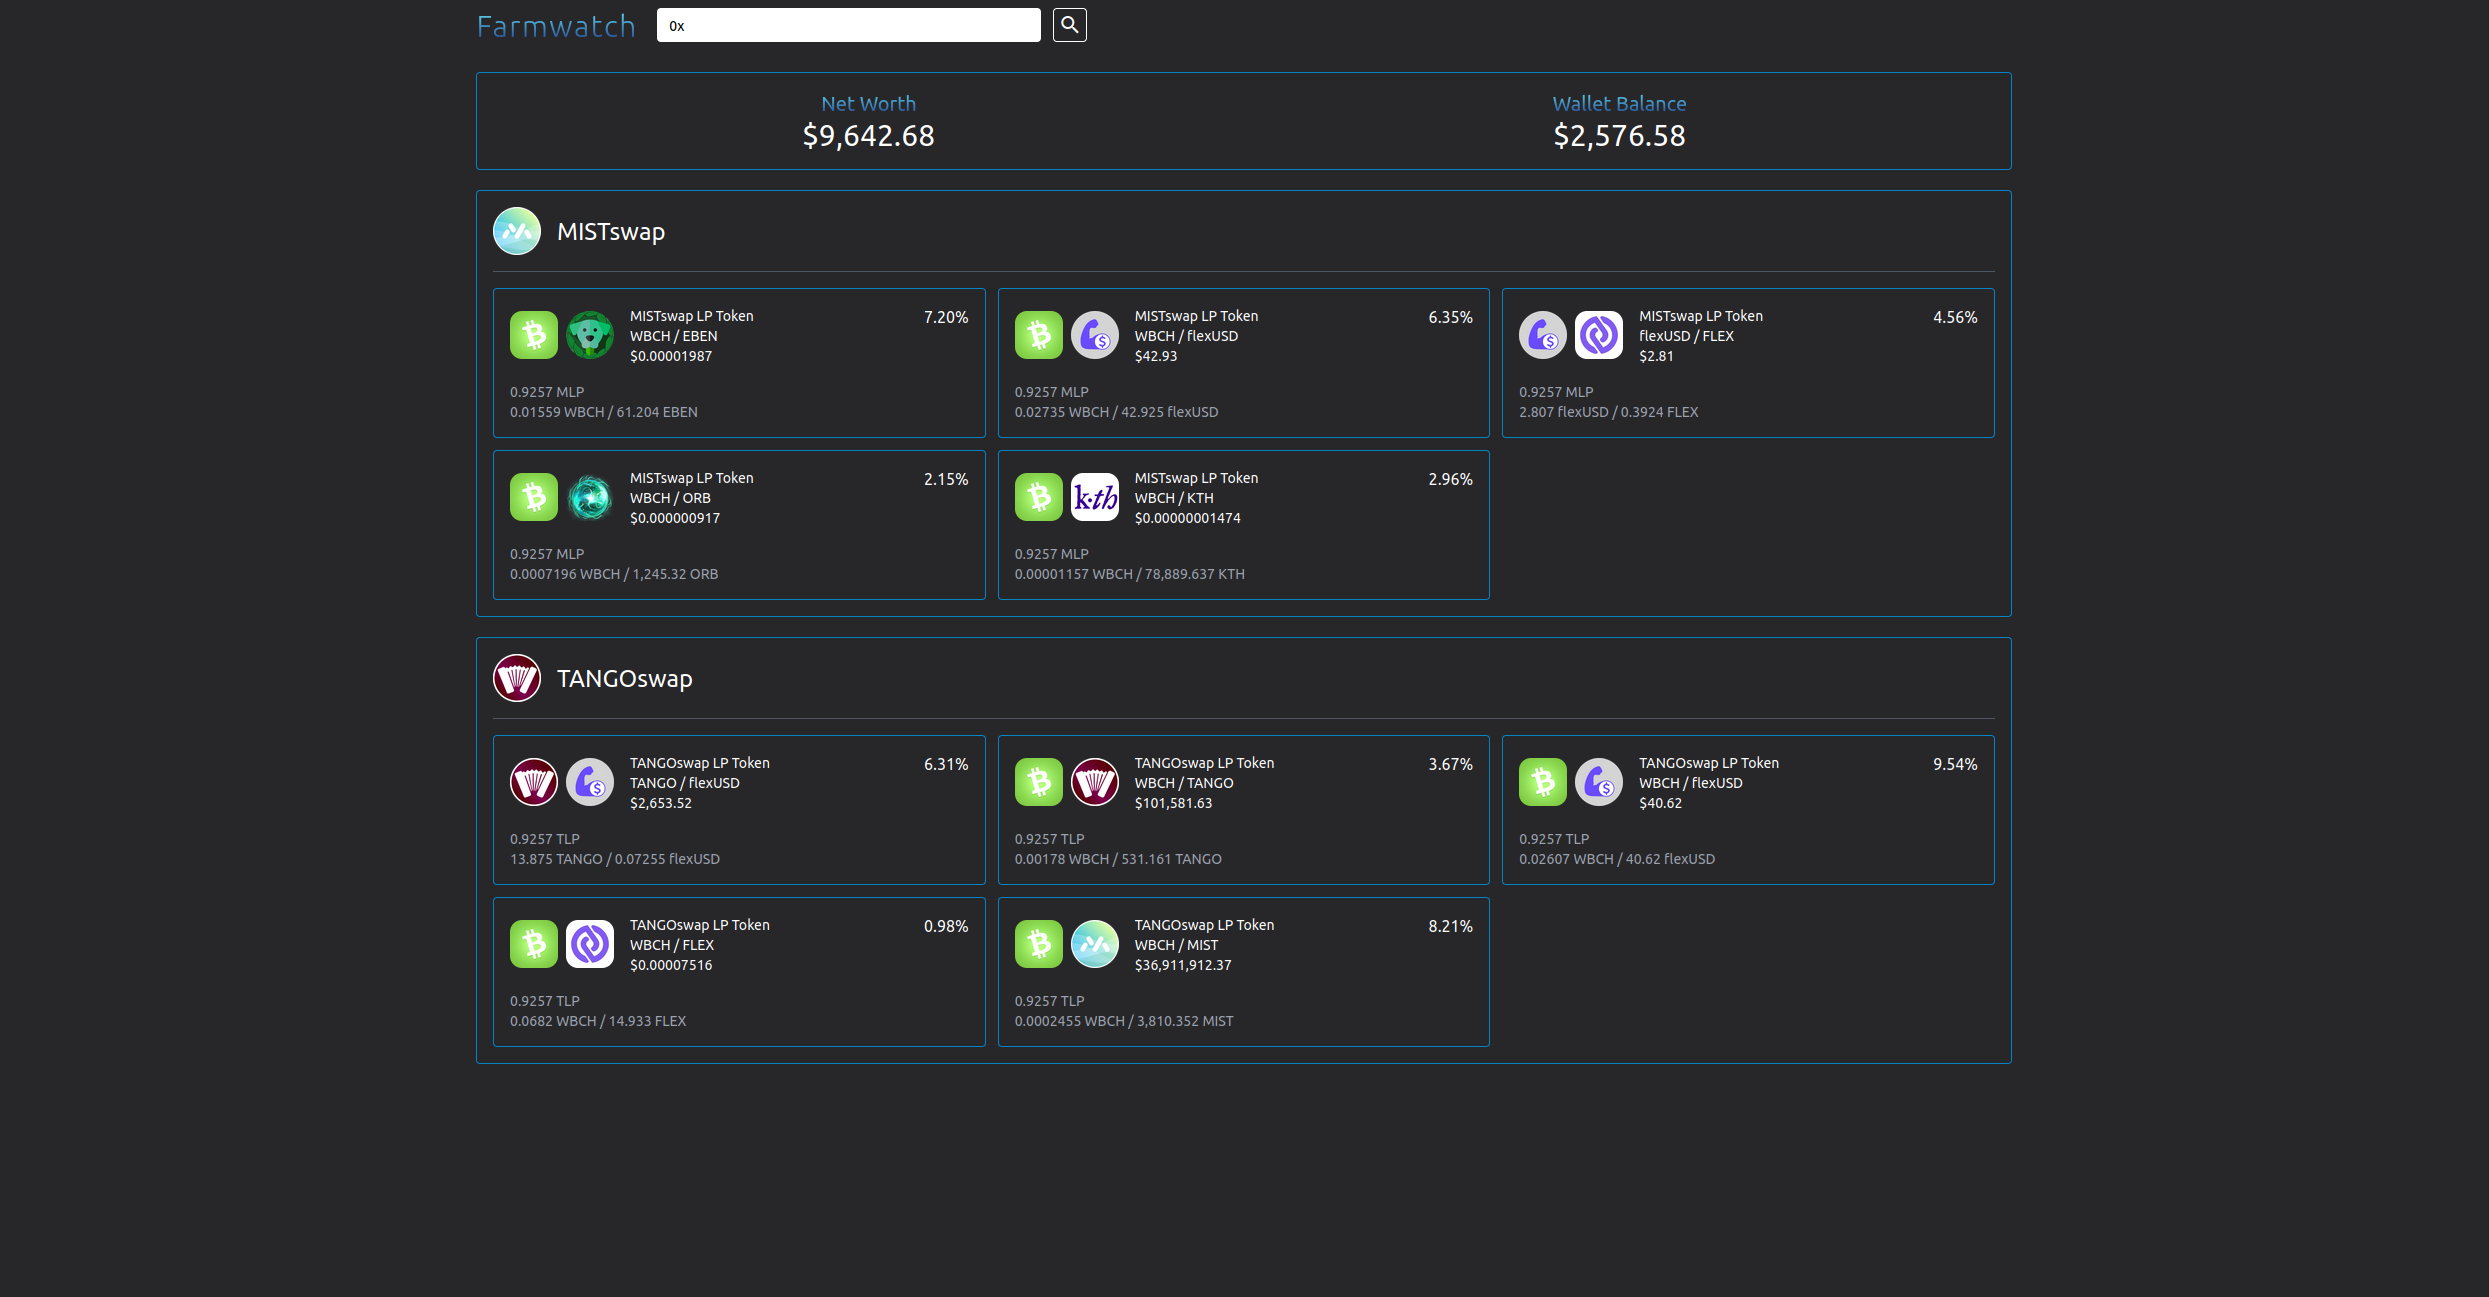 Farmwatch
0x
Net Worth
$9,642.68
Wallet Balance
$2,576.58
MISTswap
MISTswap LP Token
7.20%
WBCH / EBEN
$0.00001987
0.9257 MLP
0.01559 WBCH / 61.204 EBEN
MISTswap LP Token
6.35%
WBCH / flexUSD
$42.93
0.9257 MLP
0.02735 WBCH / 42.925 flexUSD
MISTswap LP Token
4.56%
flexUSD / FLEX
$2.81
0.9257 MLP
2.807 flexUSD / 0.3924 FLEX
MISTswap LP Token
2.15%
WBCH / ORB
$0.000000917
0.9257 MLP
0.0007196 WBCH / 1,245.32 ORB
k·th
MISTswap LP Token
2.96%
WBCH / KTH
$0.00000001474
0.9257 MLP
0.00001157 WBCH / 78,889.637 KTH
TANGOswap
TANGOswap LP Token
6.31%
TANGO / flexUSD
$2,653.52
0.9257 TLP
13.875 TANGO / 0.07255 flexUSD
TANGOswap LP Token
3.67%
WBCH / TANGO
$101,581.63
0.9257 TLP
0.00178 WBCH / 531.161 TANGO
TANGOswap LP Token
9.54%
WBCH / flexUSD
$40.62
0.9257 TLP
0.02607 WBCH / 40.62 flexUSD
TANGOswap LP Token
0.98%
WBCH / FLEX
$0.00007516
0.9257 TLP
0.0682 WBCH / 14.933 FLEX
TANGOswap LP Token
8.21%
WBCH / MIST
$36,911,912.37
0.9257 TLP
0.0002455 WBCH / 3,810.352 MIST